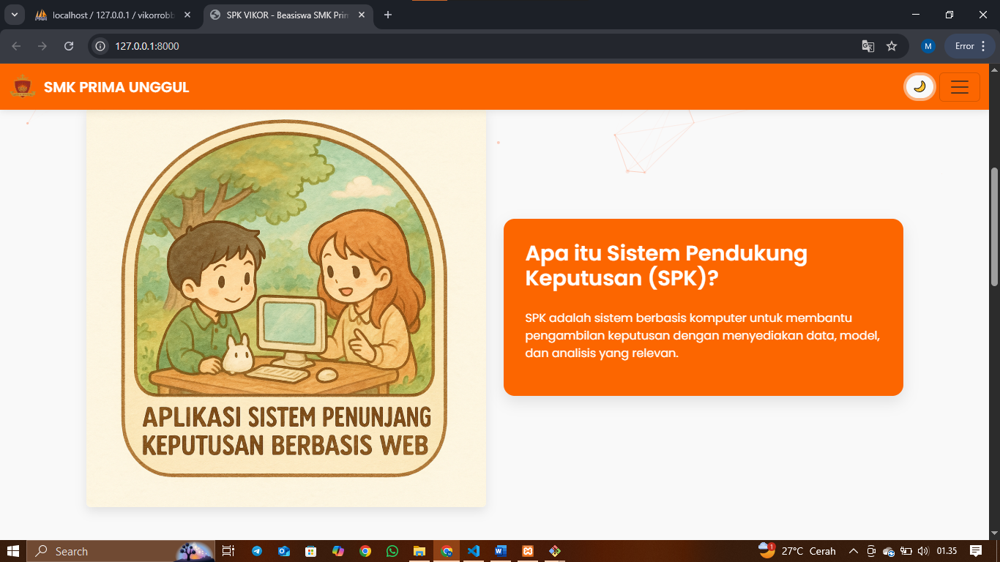 localhost / 127.0.0.1 / vikorrobb
SPK VIKOR - Beasiswa SMK Prim
127.0.0.1:8000
M
Error
SMK PRIMA UNGGUL
APLIKASI SISTEM PENUNJANG
KEPUTUSAN BERBASIS WEB
Apa itu Sistem Pendukung
Keputusan (SPK)?
SPK adalah sistem berbasis komputer untuk membantu
pengambilan keputusan dengan menyediakan data, model,
dan analisis yang relevan.
Search
1
27°C Cerah
01.35